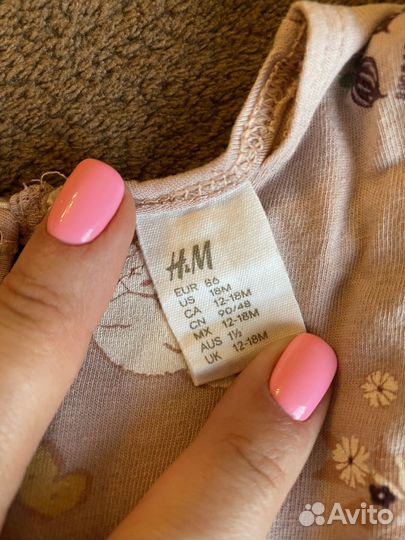 H&M
EUR 86
US 18M
CA 12-18M
CN 90/48
MX 12-18M
AUS 1½
UK 12-18M
Avito